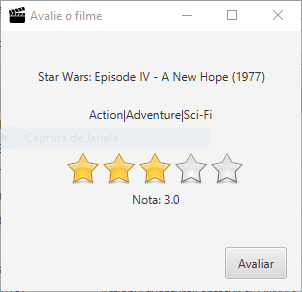 Avalie o filme
Star Wars: Episode IV - A New Hope (1977)
Action|Adventure|Sci-Fi
Captura de Janela
Nota: 3.0
Avaliar